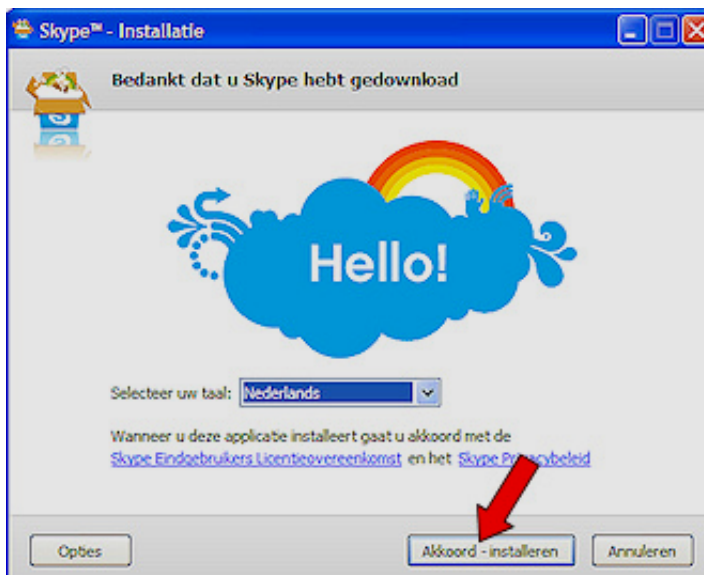 Skype™ - Installatie
Bedankt dat u Skype hebt gedownload
Hello!
Selecteer uw taal: Nederlands
Wanneer u deze applicatie installeert gaat u akkoord met de
Skype Eindgebruikers Licentieovereenkomst en het Skype Privacybeleid
Opties Akkoord - installeren Annuleren